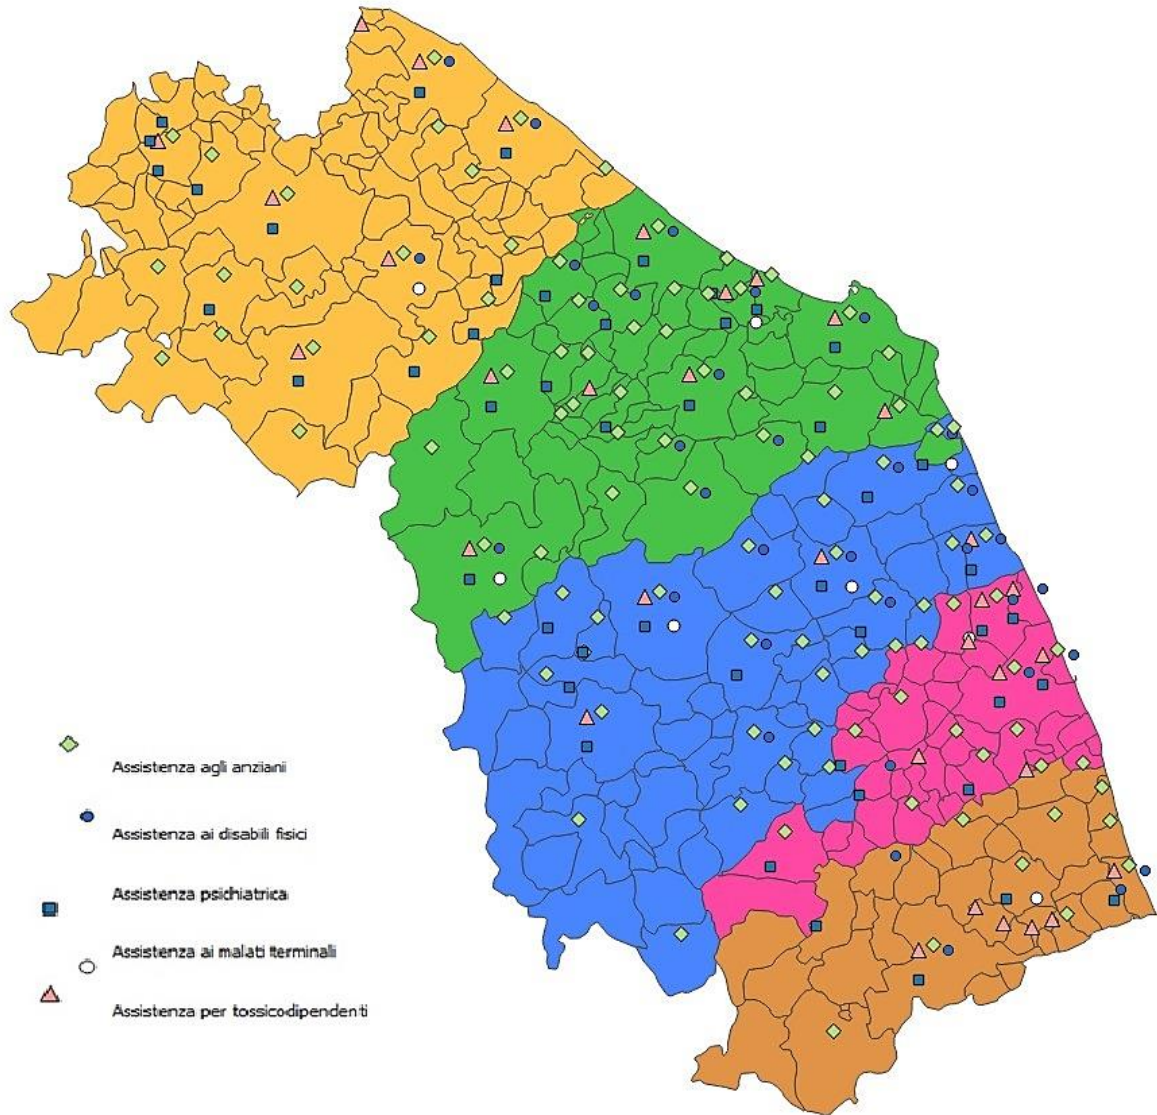 Assistenza agli anziani
Assistenza ai disabili fisici
Assistenza psichiatrica
Assistenza ai malati terminali
Assistenza per tossicodipendenti